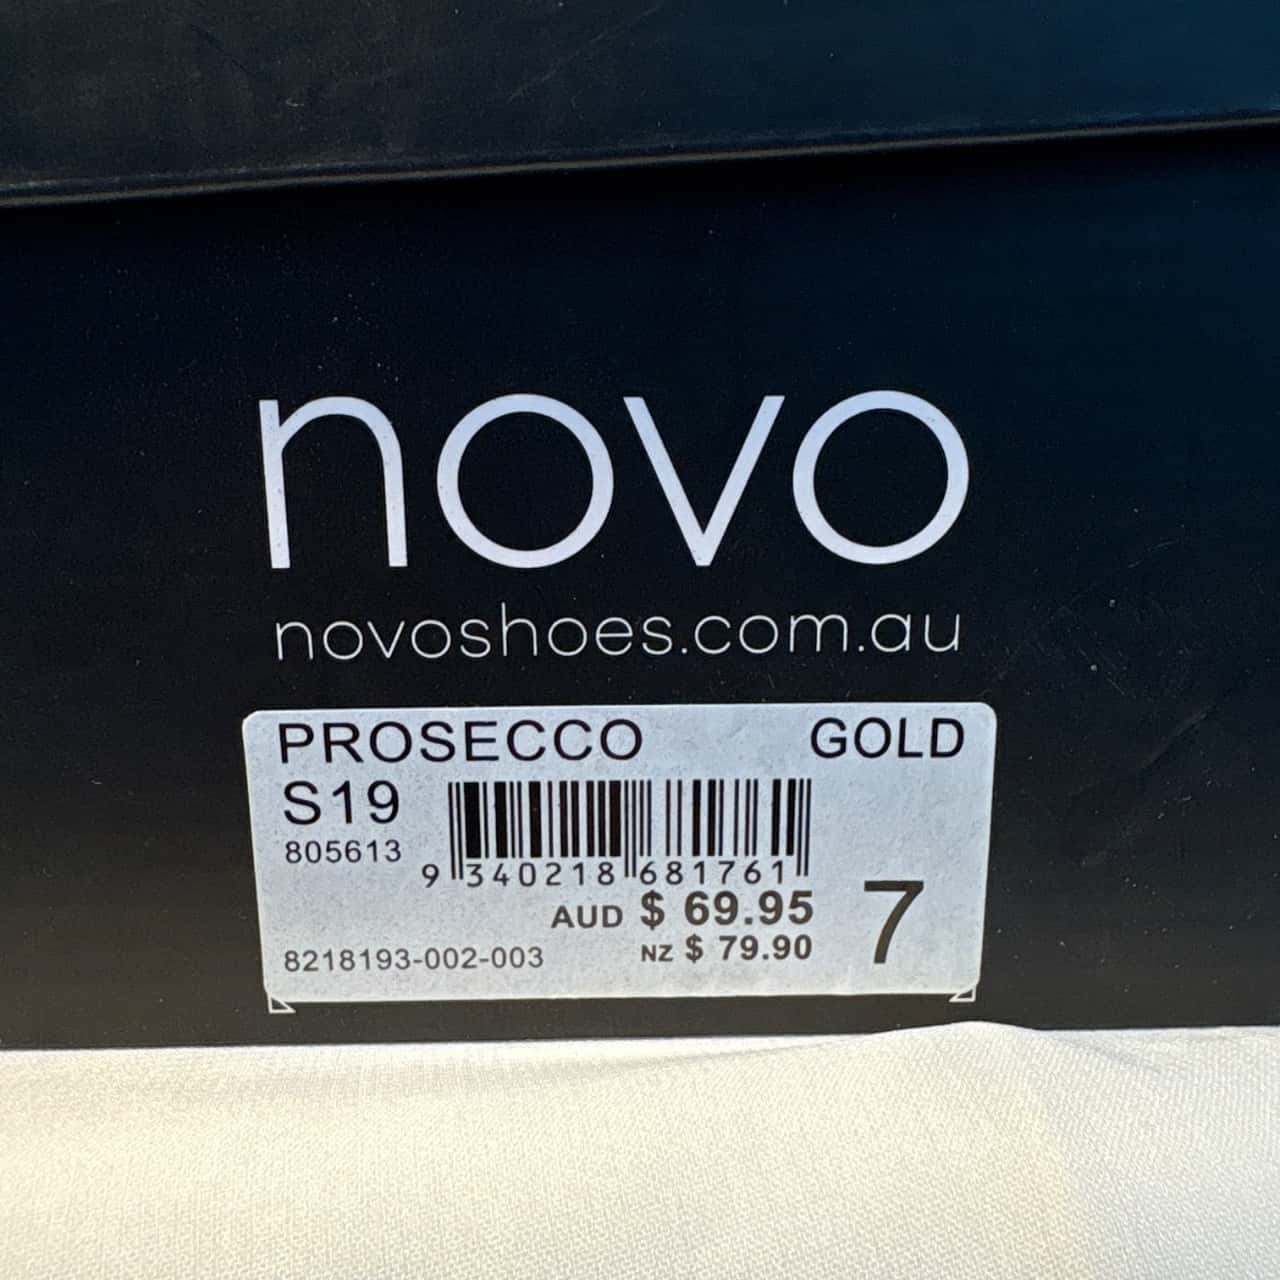 novo
novoshoes.com.au
PROSECCO GOLD
S19
805613
9 340218 681761
AUD $ 69.95
7
8218193-002-003 NZ $ 79.90